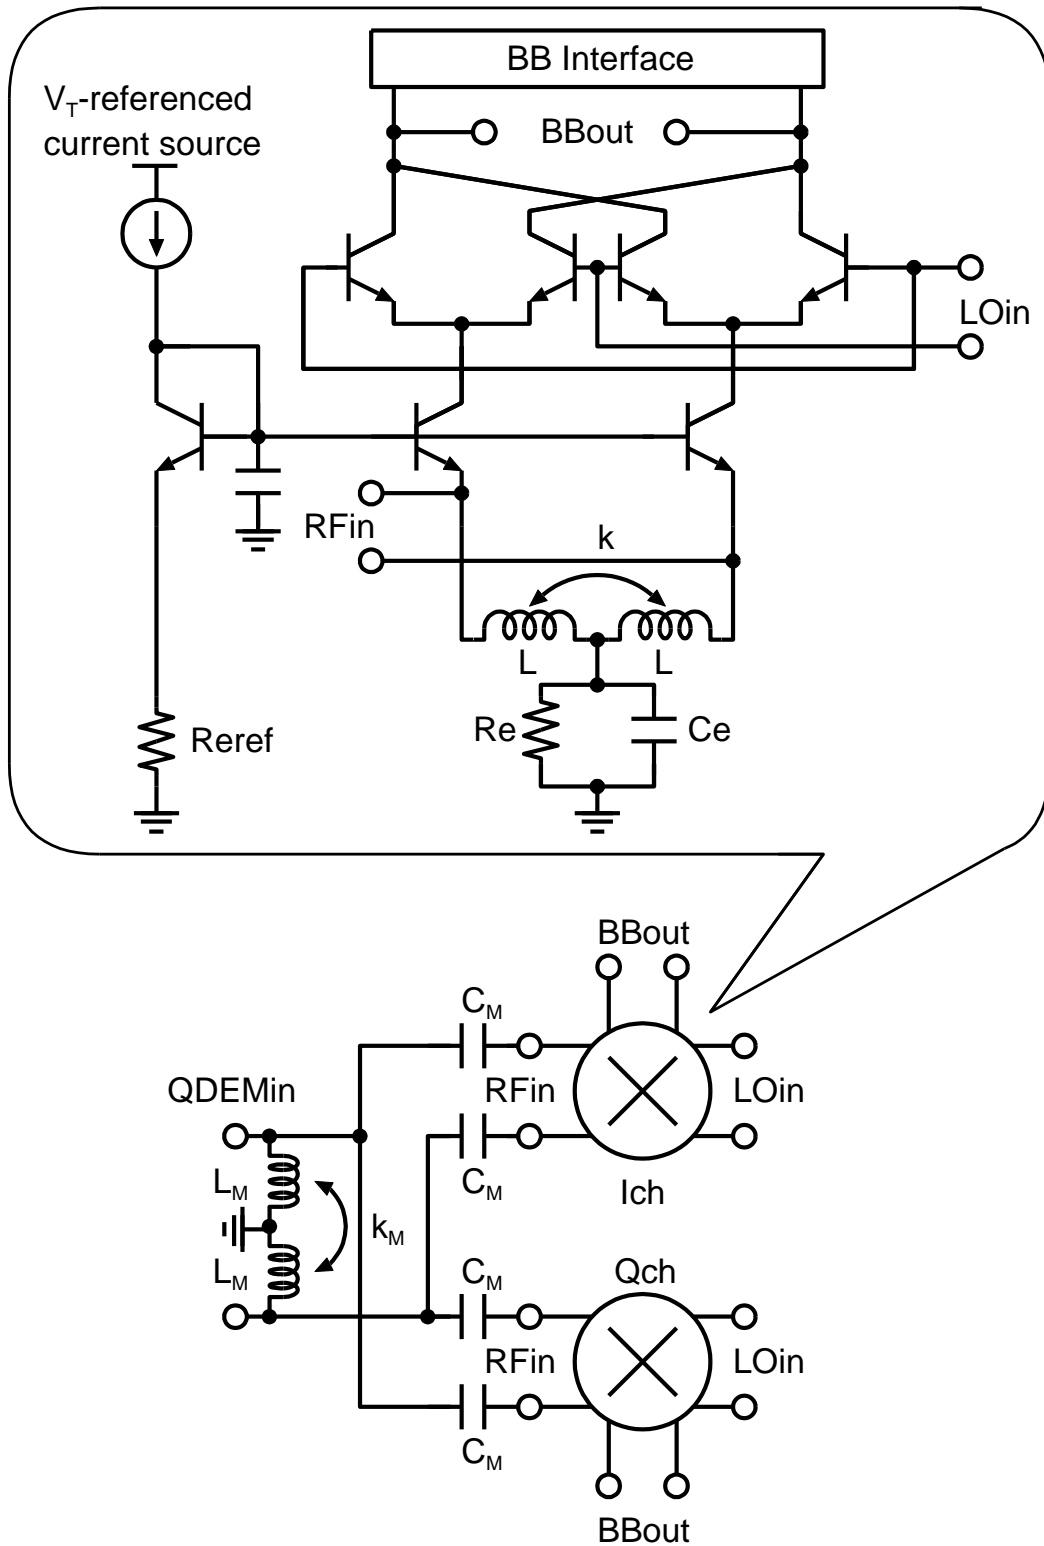 BB Interface
V_T-referenced
current source
BBout
LOin
RFin
k
L
L
Re
Ce
Reref
BBout
C_M
QDEMin
RFin
LOin
L_M
C_M
Ich
k_M
L_M
C_M
Qch
RFin
LOin
C_M
BBout